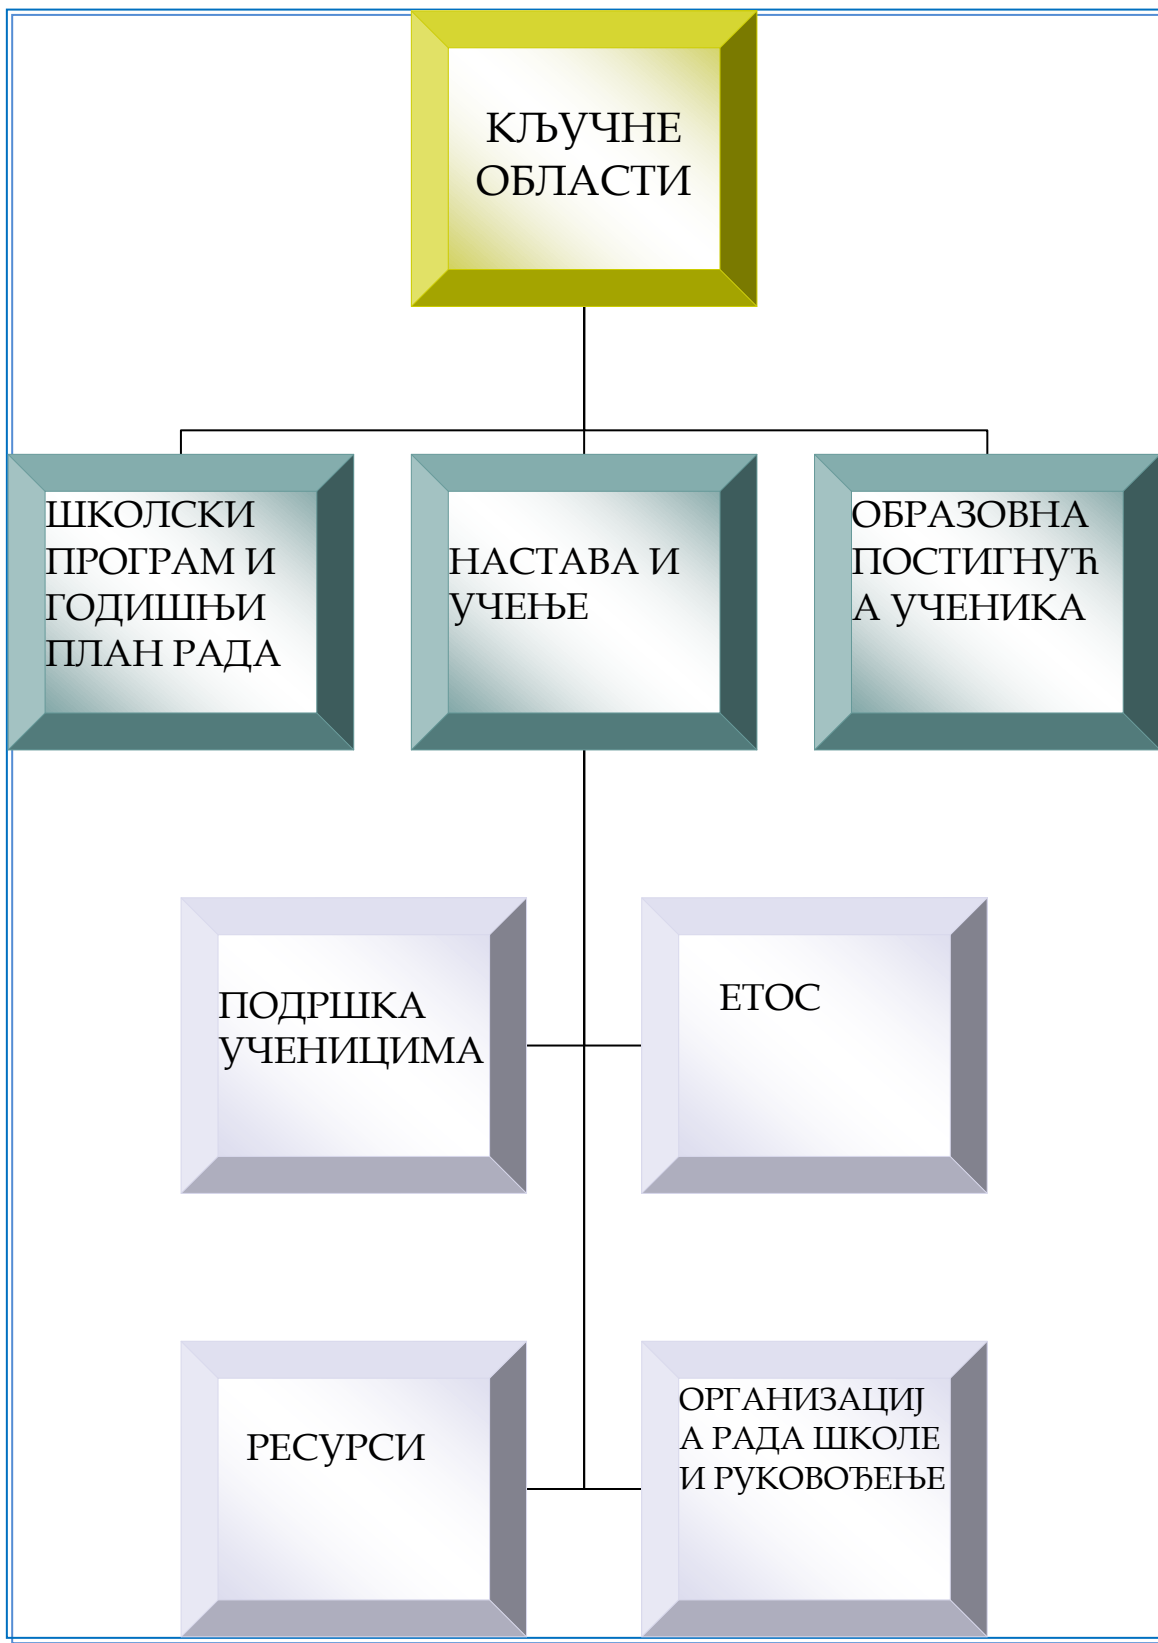 КЉУЧНЕ
ОБЛАСТИ
ШКОЛСКИ
ПРОГРАМ И
ГОДИШЊИ
ПЛАН РАДА
НАСТАВА И
УЧЕЊЕ
ОБРАЗОВНА
ПОСТИГНУЋ
А УЧЕНИКА
ПОДРШКА
УЧЕНИЦИМА
ЕТОС
РЕСУРСИ
ОРГАНИЗАЦИЈ
А РАДА ШКОЛЕ
И РУКОВОЂЕЊЕ